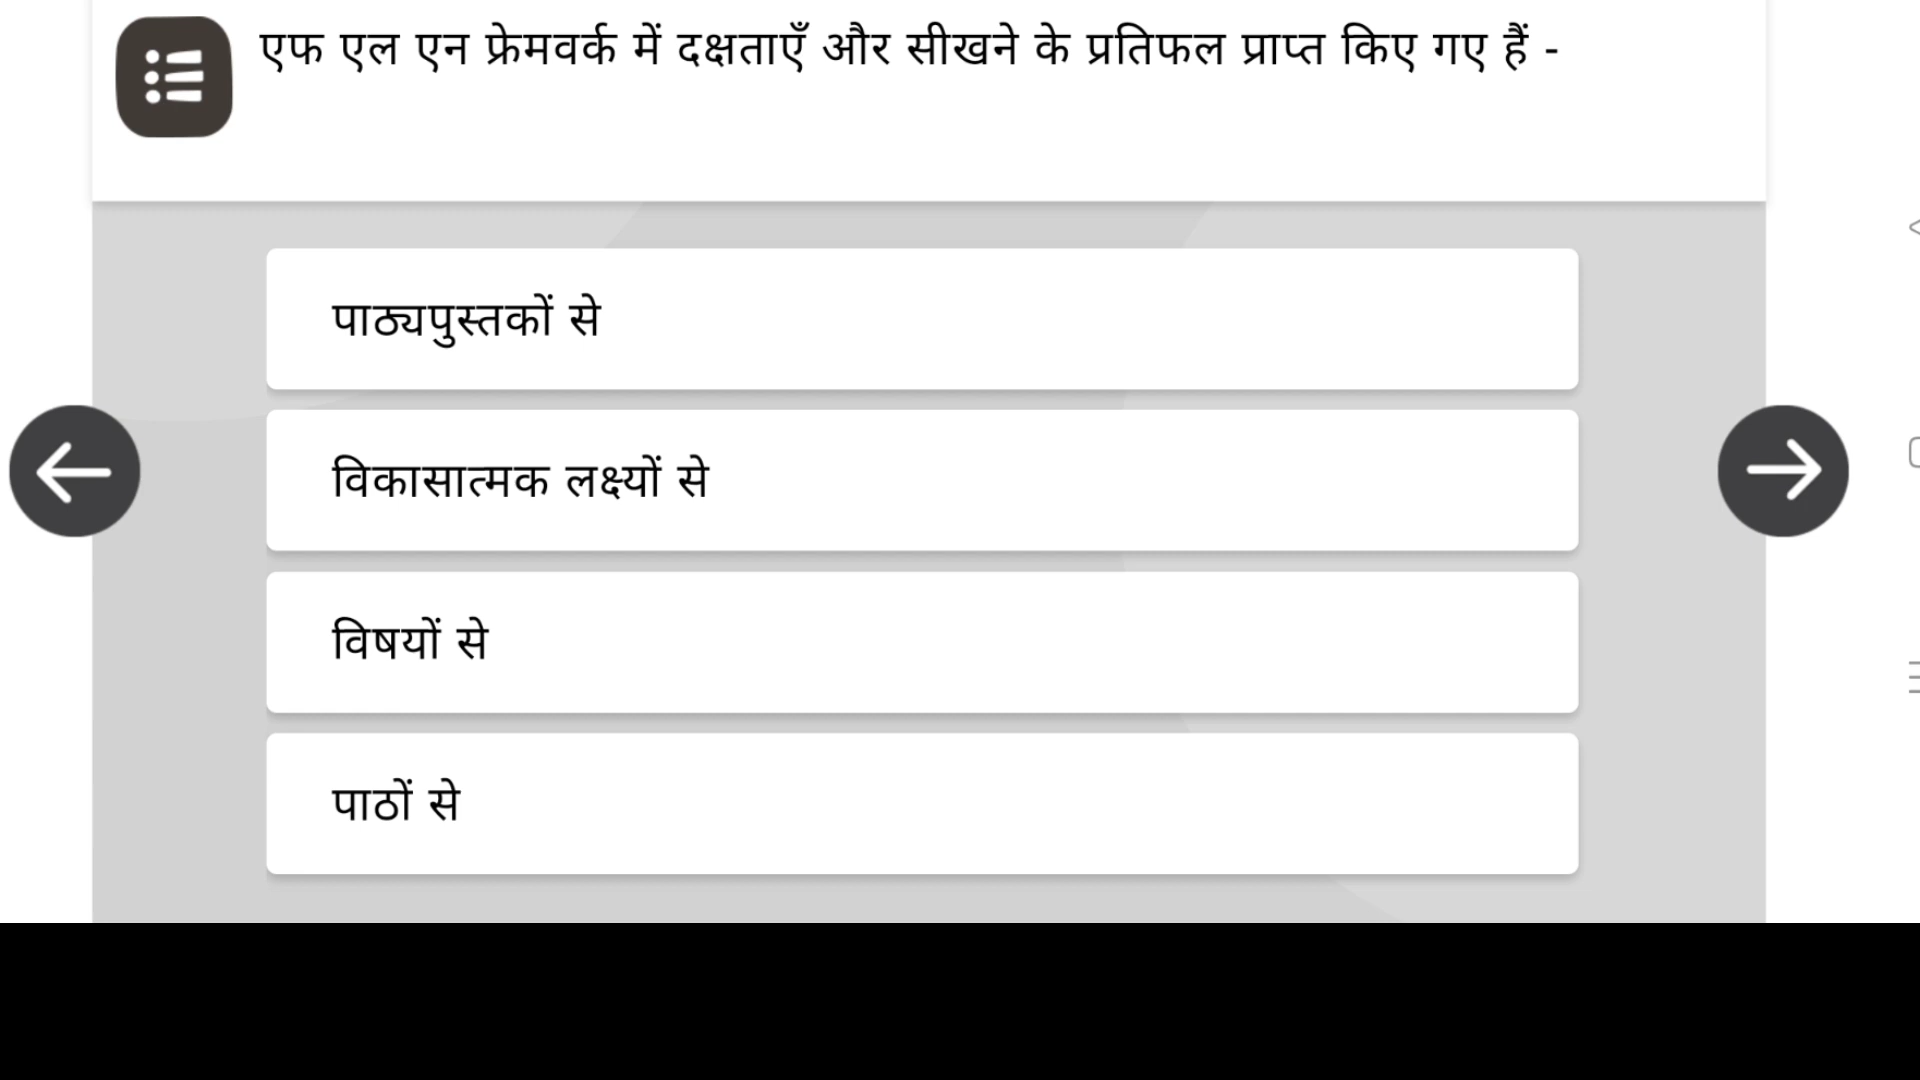 एफ एल एन फ्रेमवर्क में दक्षताएँ और सीखने के प्रतिफल प्राप्त किए गए हैं -
पाठ्यपुस्तकों से
विकासात्मक लक्ष्यों से
विषयों से
पाठों से